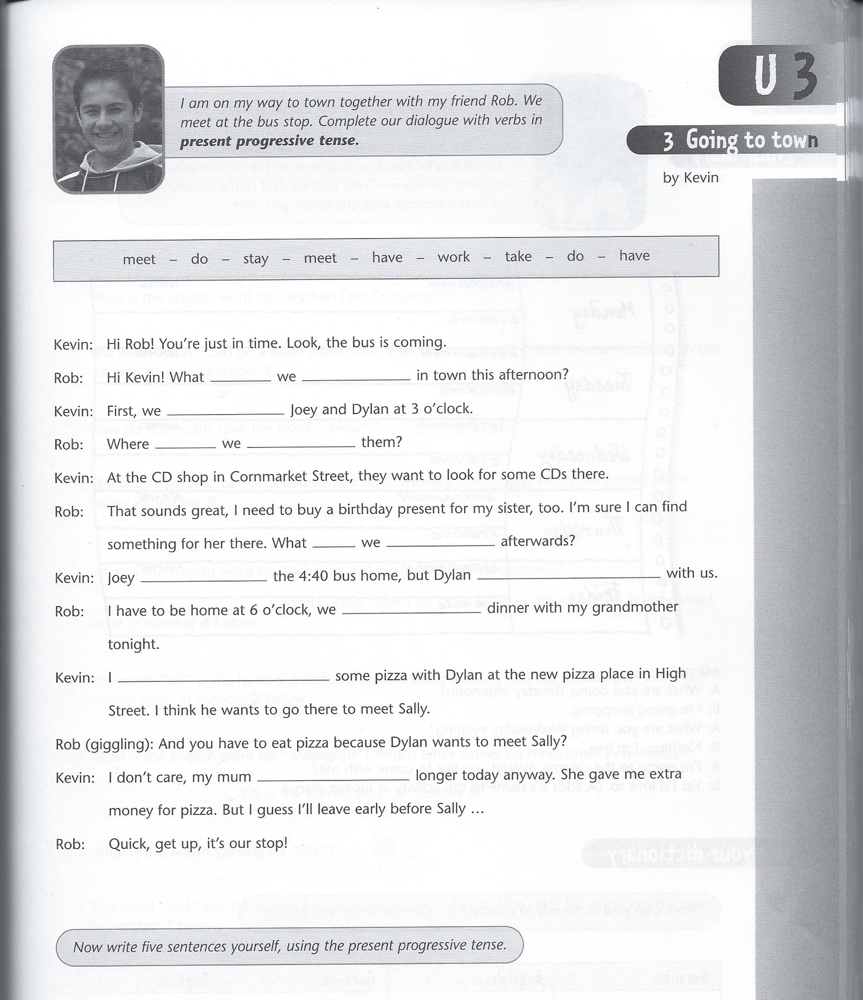 U 3
I am on my way to town together with my friend Rob. We
meet at the bus stop. Complete our dialogue with verbs in
present progressive tense.
3 Going to town
by Kevin
meet – do – stay – meet – have – work – take – do – have
Kevin: Hi Rob! You're just in time. Look, the bus is coming.
Rob: Hi Kevin! What ________ we ________ in town this afternoon?
Kevin: First, we ________ Joey and Dylan at 3 o'clock.
Rob: Where ________ we ________ them?
Kevin: At the CD shop in Cornmarket Street, they want to look for some CDs there.
Rob: That sounds great, I need to buy a birthday present for my sister, too. I'm sure I can find
something for her there. What ________ we ________ afterwards?
Kevin: Joey ________ the 4:40 bus home, but Dylan ________ with us.
Rob: I have to be home at 6 o'clock, we ________ dinner with my grandmother
tonight.
Kevin: I ________ some pizza with Dylan at the new pizza place in High
Street. I think he wants to go there to meet Sally.
Rob (giggling): And you have to eat pizza because Dylan wants to meet Sally?
Kevin: I don't care, my mum ________ longer today anyway. She gave me extra
money for pizza. But I guess I'll leave early before Sally ...
Rob: Quick, get up, it's our stop!
Now write five sentences yourself, using the present progressive tense.